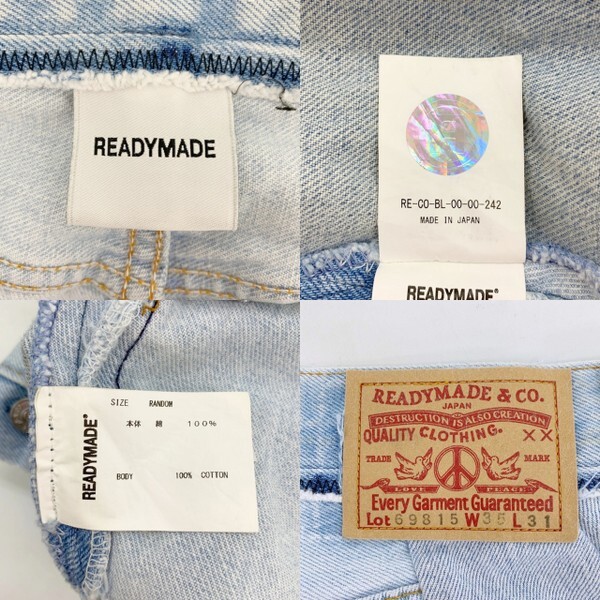 READYMADE
RE-CO-BL-00-00-242
MADE IN JAPAN
READYMADE
READYMADE®
SIZE RANDOM
本体 綿 100%
BODY 100% COTTON
READYMADE & CO.
JAPAN
DESTRUCTION IS ALSO CREATION
QUALITY CLOTHING. XX
TRADE MARK
LOVE PEACE
Every Garment Guaranteed
Lot 69815 W 35 L 31